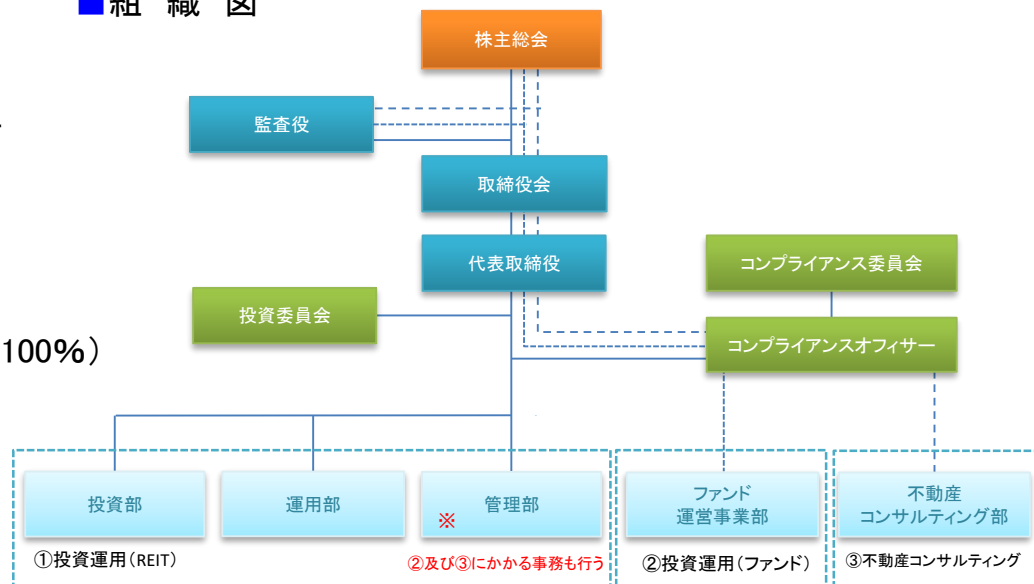 ■組 織 図
株主総会
監査役
取締役会
代表取締役
コンプライアンス委員会
投資委員会
コンプライアンスオフィサー
100%)
投資部
運用部
管理部
※
ファンド
運営事業部
不動産
コンサルティング部
①投資運用(REIT)
②及び③にかかる事務も行う
②投資運用(ファンド)
③不動産コンサルティング